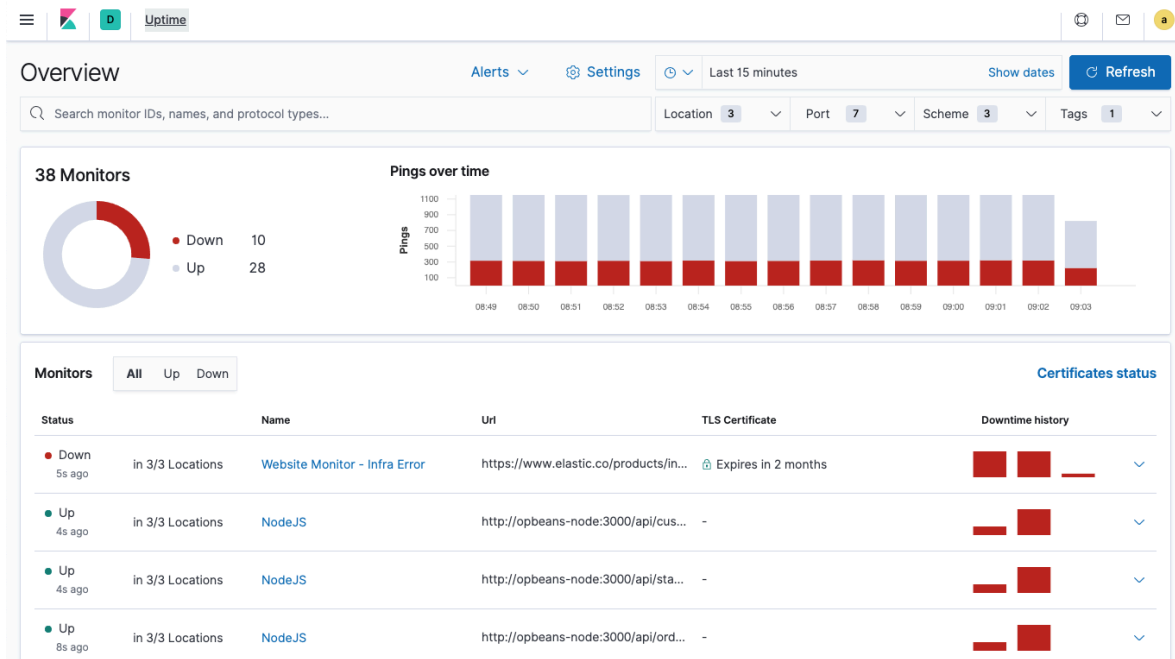 D Uptime a
Overview Alerts Settings Last 15 minutes Show dates Refresh
Search monitor IDs, names, and protocol types... Location 3 Port 7 Scheme 3 Tags 1
38 Monitors
Down 10
Up 28
Pings over time
Pings
1100
900
700
500
300
100
08:49 08:50 08:51 08:52 08:53 08:54 08:55 08:56 08:57 08:58 08:59 09:00 09:01 09:02 09:03
Monitors All Up Down Certificates status
Status Name Url TLS Certificate Downtime history
Down
5s ago
in 3/3 Locations Website Monitor - Infra Error https://www.elastic.co/products/in... Expires in 2 months
Up
4s ago
in 3/3 Locations NodeJS http://opbeans-node:3000/api/cus... -
Up
4s ago
in 3/3 Locations NodeJS http://opbeans-node:3000/api/sta... -
Up
8s ago
in 3/3 Locations NodeJS http://opbeans-node:3000/api/ord... -